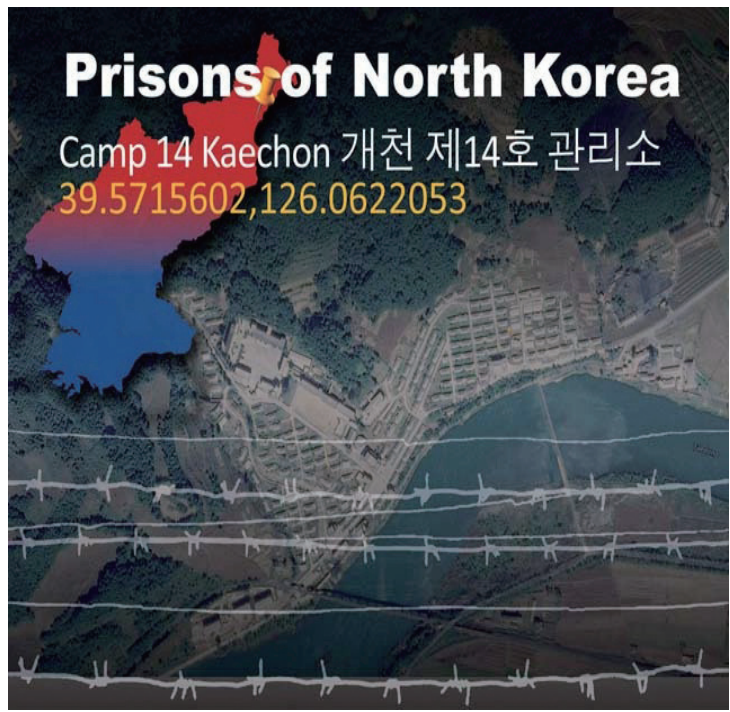 Prisons of North Korea
Camp 14 Kaechon 개천 제14호 관리소
39.5715602,126.0622053